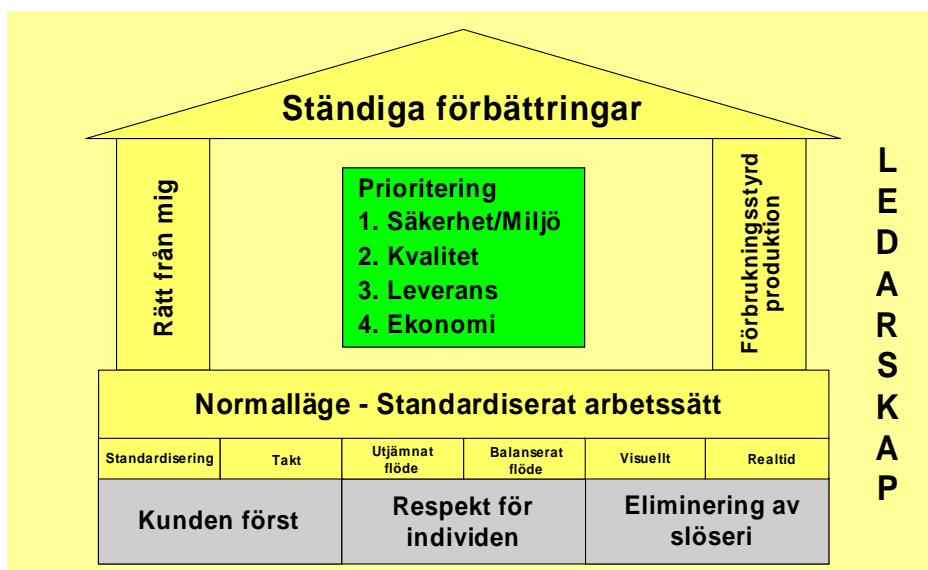 Ständiga förbättringar
Rätt från mig
Prioritering
1. Säkerhet/Miljö
2. Kvalitet
3. Leverans
4. Ekonomi
Förbrukningsstyrd
produktion
Normalläge - Standardiserat arbetssätt
Standardisering
Takt
Utjämnat
flöde
Balanserat
flöde
Visuellt
Realtid
Kunden först
Respekt för
individen
Eliminering av
slöseri
L
E
D
A
R
S
K
A
P